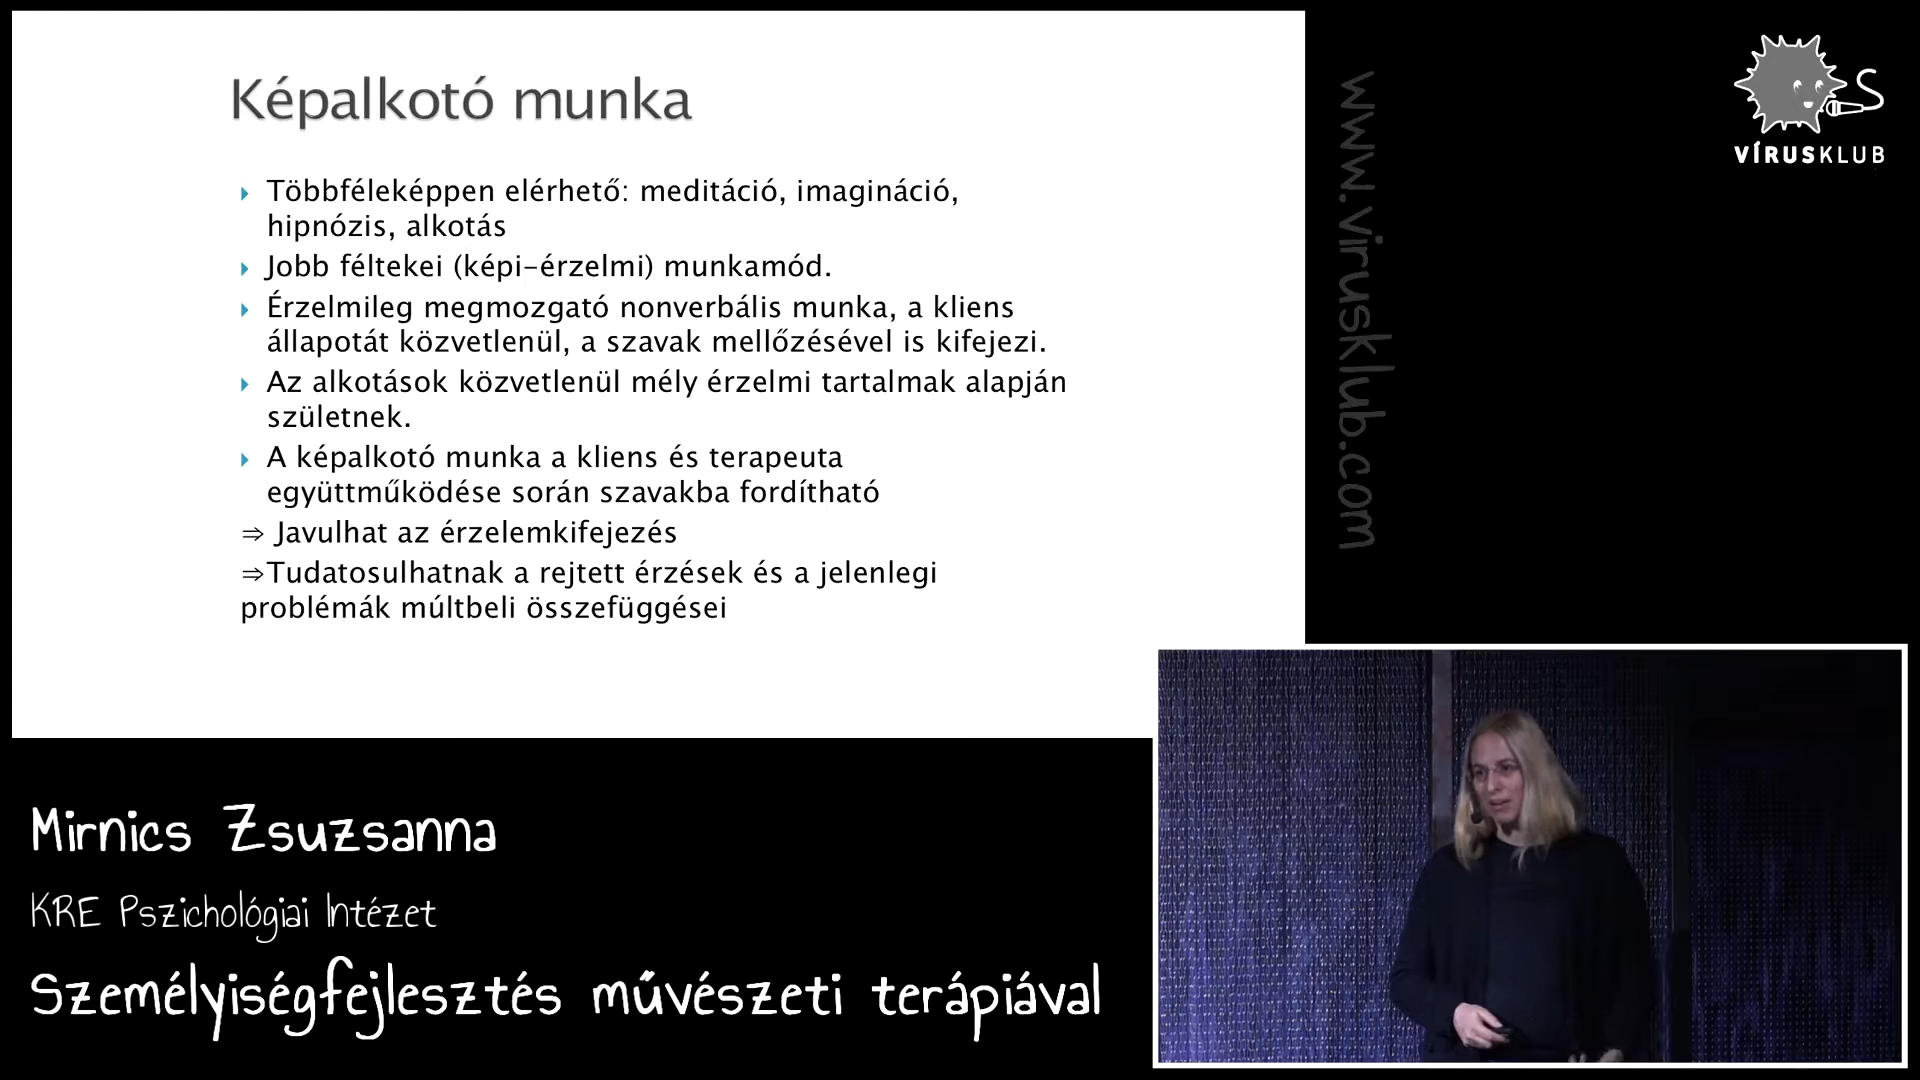 Képalkotó munka
Többféleképpen elérhető: meditáció, imagináció,
hipnózis, alkotás
Jobb féltekei (képi-érzelmi) munkamód.
Érzelmileg megmozgató nonverbális munka, a kliens
állapotát közvetlenül, a szavak mellőzésével is kifejezi.
Az alkotások közvetlenül mély érzelmi tartalmak alapján
születnek.
A képalkotó munka a kliens és terapeuta
együttműködése során szavakba fordítható
⇒ Javulhat az érzelemkifejezés
⇒Tudatosulhatnak a rejtett érzések és a jelenlegi
problémák múltbeli összefüggései
www.virusklub.com
VÍRUSKLUB
Mirnics Zsuzsanna
KRE Pszichológiai Intézet
Személyiségfejlesztés művészeti terápiával